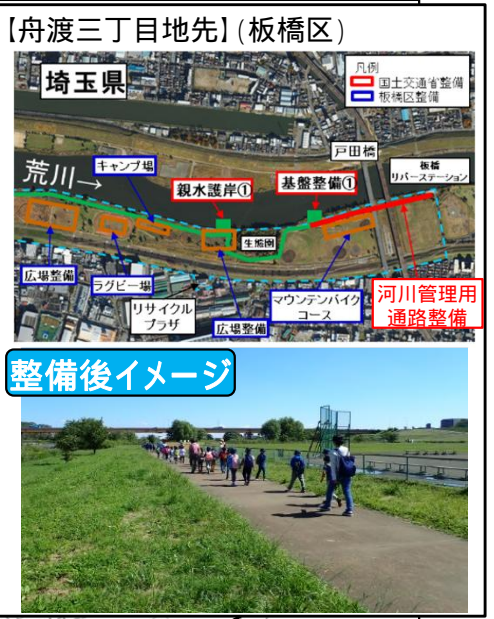 【舟渡三丁目地先】(板橋区)
埼玉県
凡例
国土交通省整備
板橋区整備
戸田橋
板橋
リバーステーション
荒川→
キャンプ場
親水護岸①
基盤整備①
生態園
広場整備
ラグビー場
リサイクル
プラザ
広場整備
マウンテンバイク
コース
河川管理用
通路整備
整備後イメージ